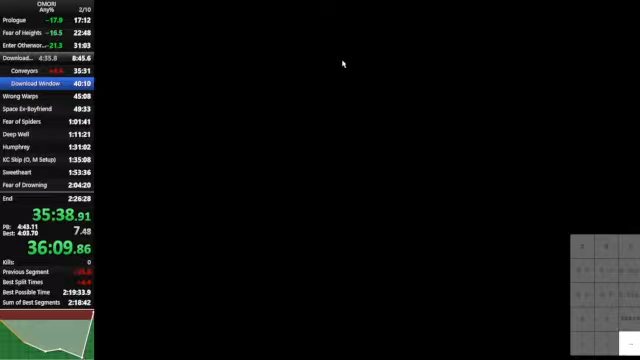 OMORI
Any% 2/10
Prologue -17.9 17:12
Fear of Heights -16.5 22:48
Enter Otherwor... -21.3 31:03
Download... 4:35.8 8:45.6
Conveyors 35:31
Download Window 40:10
Wrong Warps 45:08
Space Ex-Boyfriend 49:33
Fear of Spiders 1:01:41
Deep Well 1:11:21
Humphrey 1:31:02
KC Skip (O, M Setup) 1:35:08
Sweetheart 1:53:36
Fear of Drowning 2:04:20
End 2:26:28
35:38.91
PB: 4:43.11
Best: 4:03.70 7.48
36:09.86
Kills: 0
Previous Segment
Best Split Times
Best Possible Time 2:19:33.9
Sum of Best Segments 2:18:42